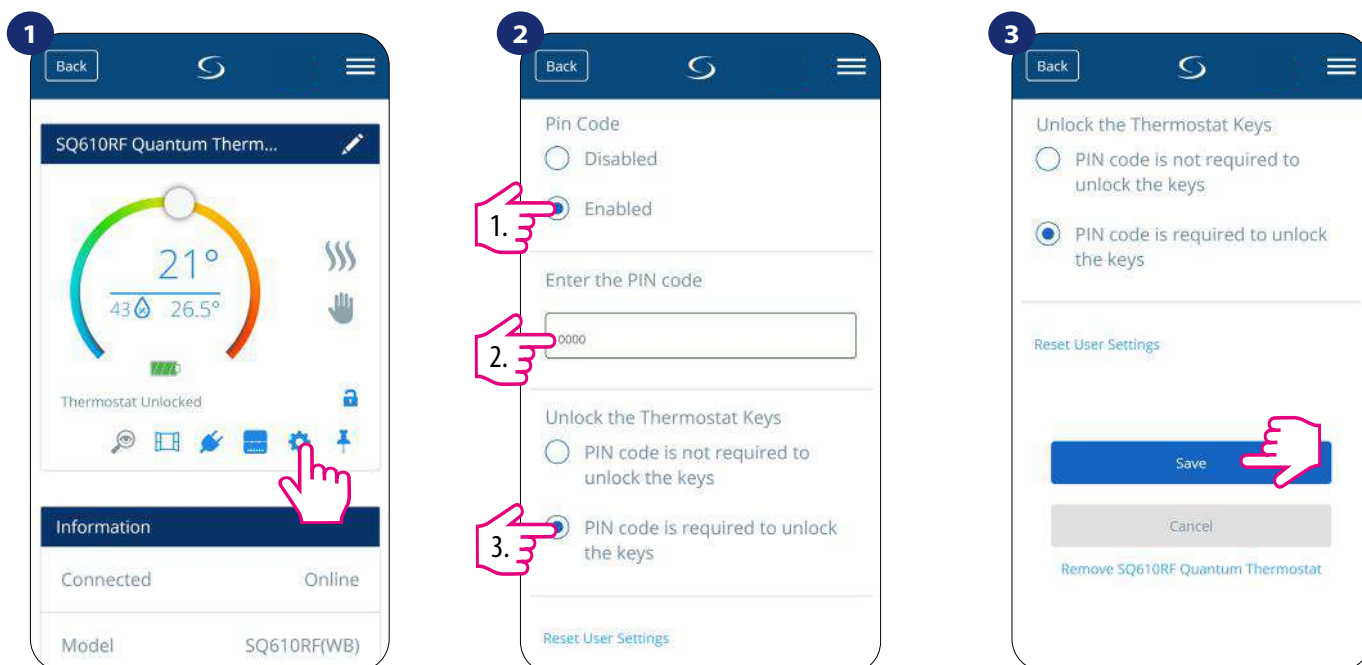 1
Back
SQ610RF Quantum Therm...
21°
43 26.5°
Thermostat Unlocked
Information
Connected Online
Model SQ610RF(WB)
2
Back
Pin Code
Disabled
1. Enabled
Enter the PIN code
2. 0000
Unlock the Thermostat Keys
PIN code is not required to
unlock the keys
3. PIN code is required to unlock
the keys
Reset User Settings
3
Back
Unlock the Thermostat Keys
PIN code is not required to
unlock the keys
PIN code is required to unlock
the keys
Reset User Settings
Save
Cancel
Remove SQ610RF Quantum Thermostat